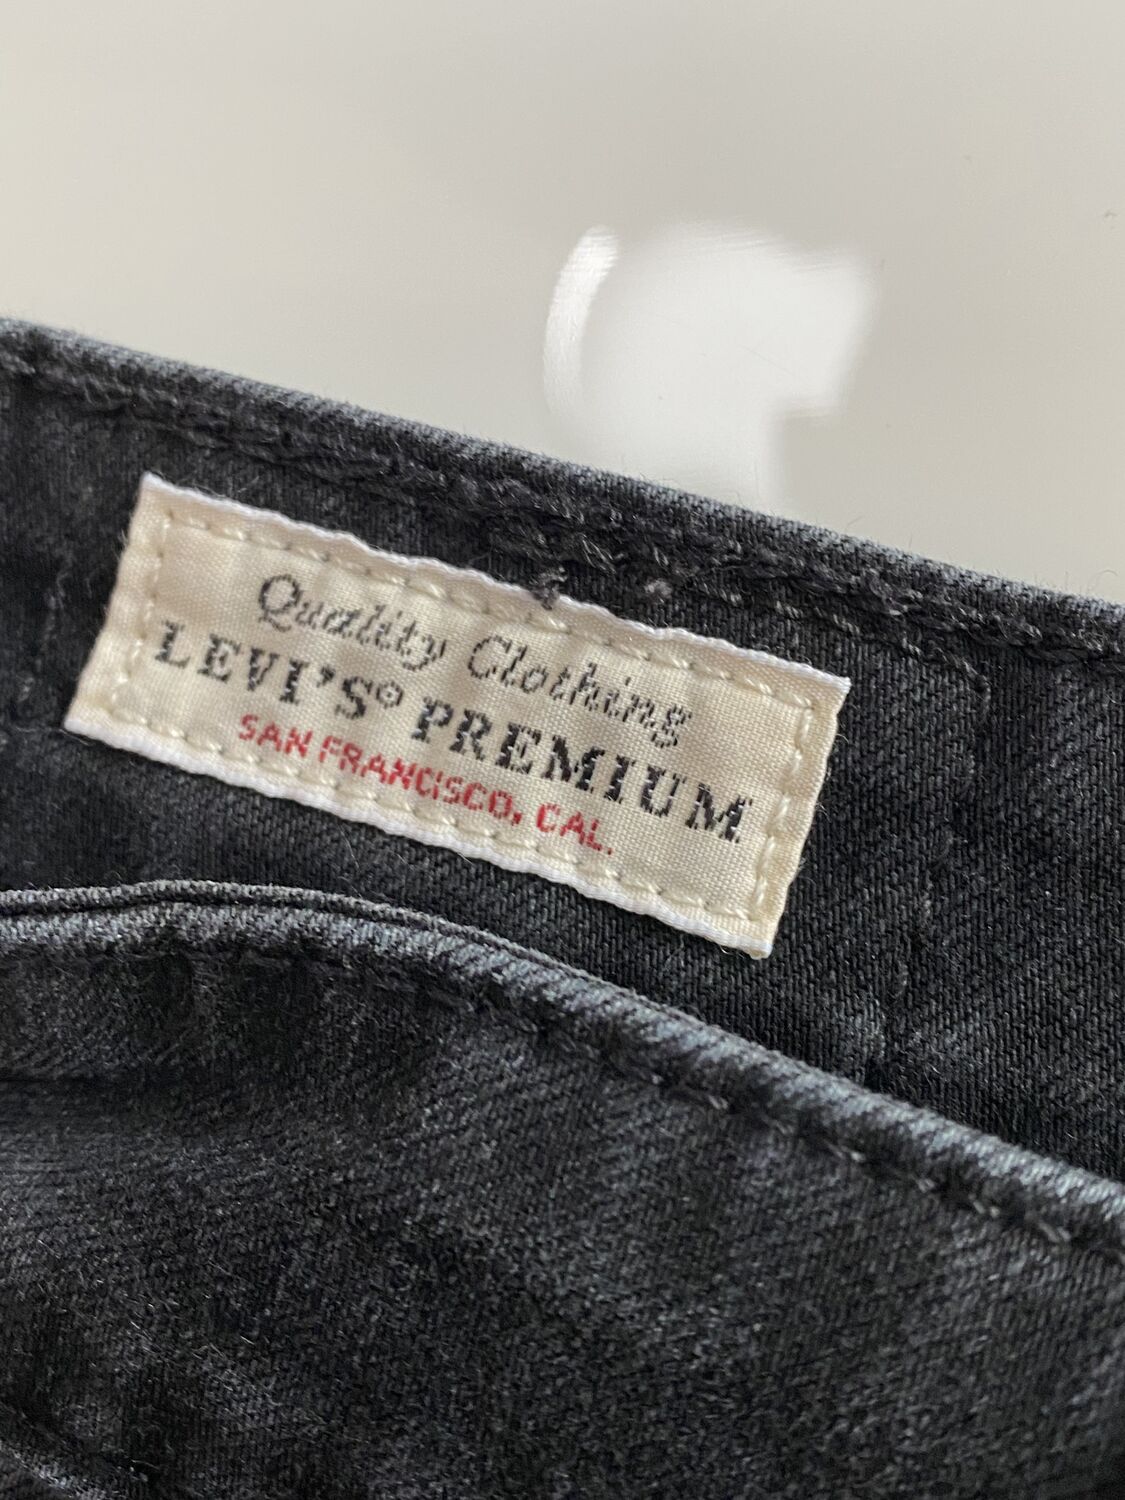 Quality Clothing
LEVI'S® PREMIUM
SAN FRANCISCO, CAL.